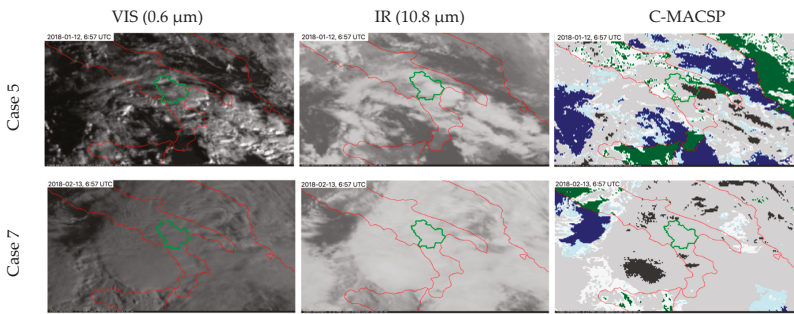 VIS (0.6 µm)
IR (10.8 µm)
C-MACSP
Case 5
2018-01-12, 6:57 UTC
2018-01-12, 6:57 UTC
2018-01-12, 6:57 UTC
Case 7
2018-02-13, 6:57 UTC
2018-02-13, 6:57 UTC
2018-02-13, 6:57 UTC